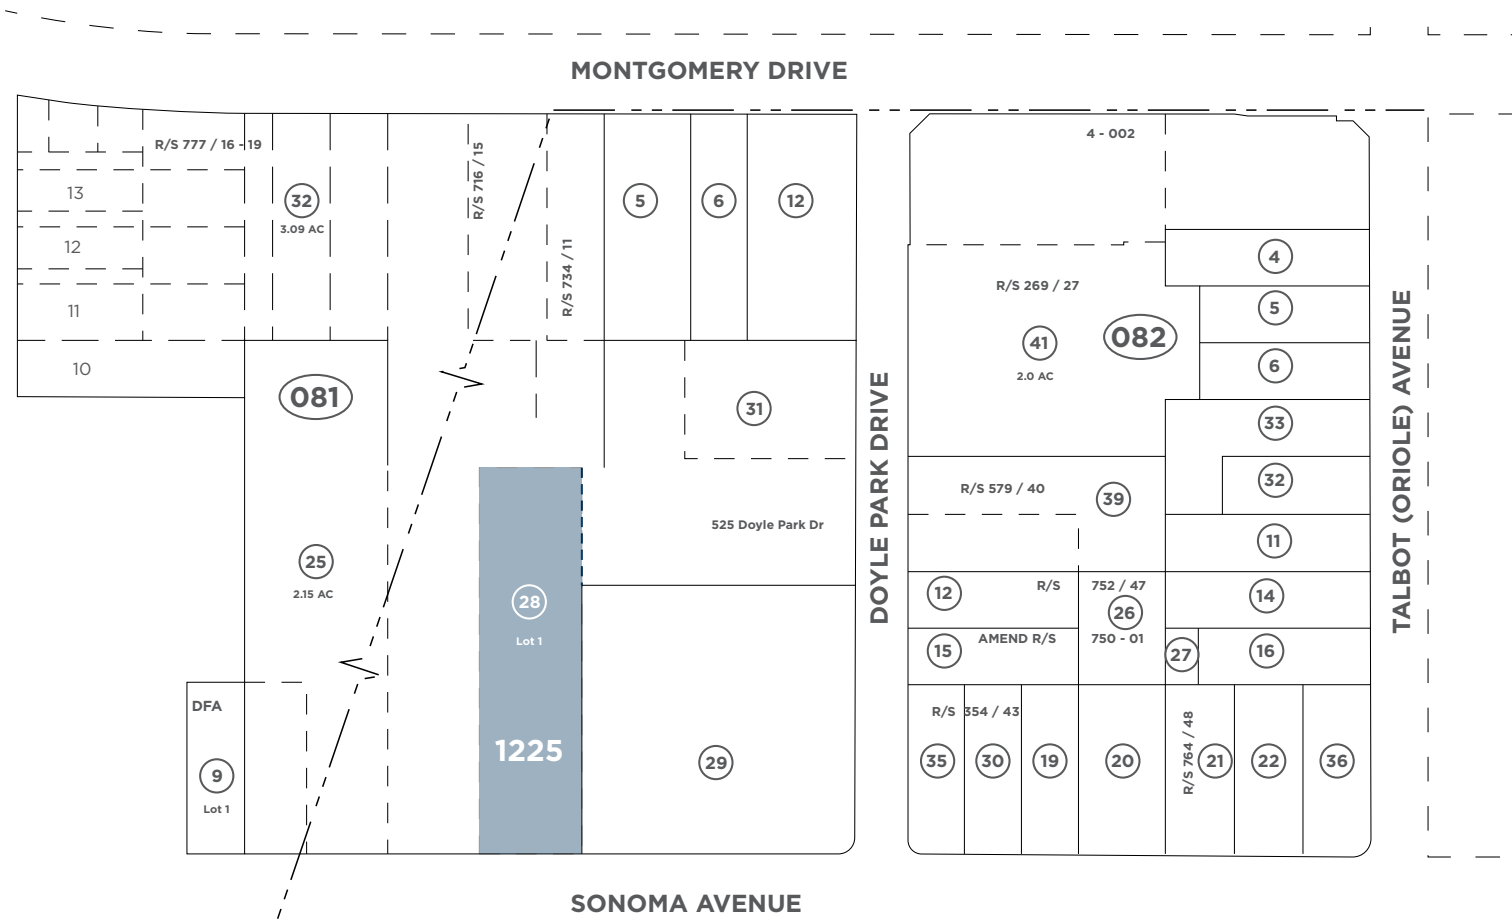 MONTGOMERY DRIVE
R/S 777 / 16 - 19
4 - 002
13
32
3.09 AC
R/S 716 / 15
5
6
12
12
R/S 734 / 11
4
11
R/S 269 / 27
5
10
081
41
2.0 AC
082
6
31
33
DOYLE PARK DRIVE
TALBOT (ORIOLE) AVENUE
R/S 579 / 40
39
32
525 Doyle Park Dr
11
25
2.15 AC
28
Lot 1
12
R/S 752 / 47
26
14
15
AMEND R/S 750 - 01
27
16
DFA
R/S 354 / 43
R/S 764 / 48
1225
9
Lot 1
29
35
30
19
20
21
22
36
SONOMA AVENUE